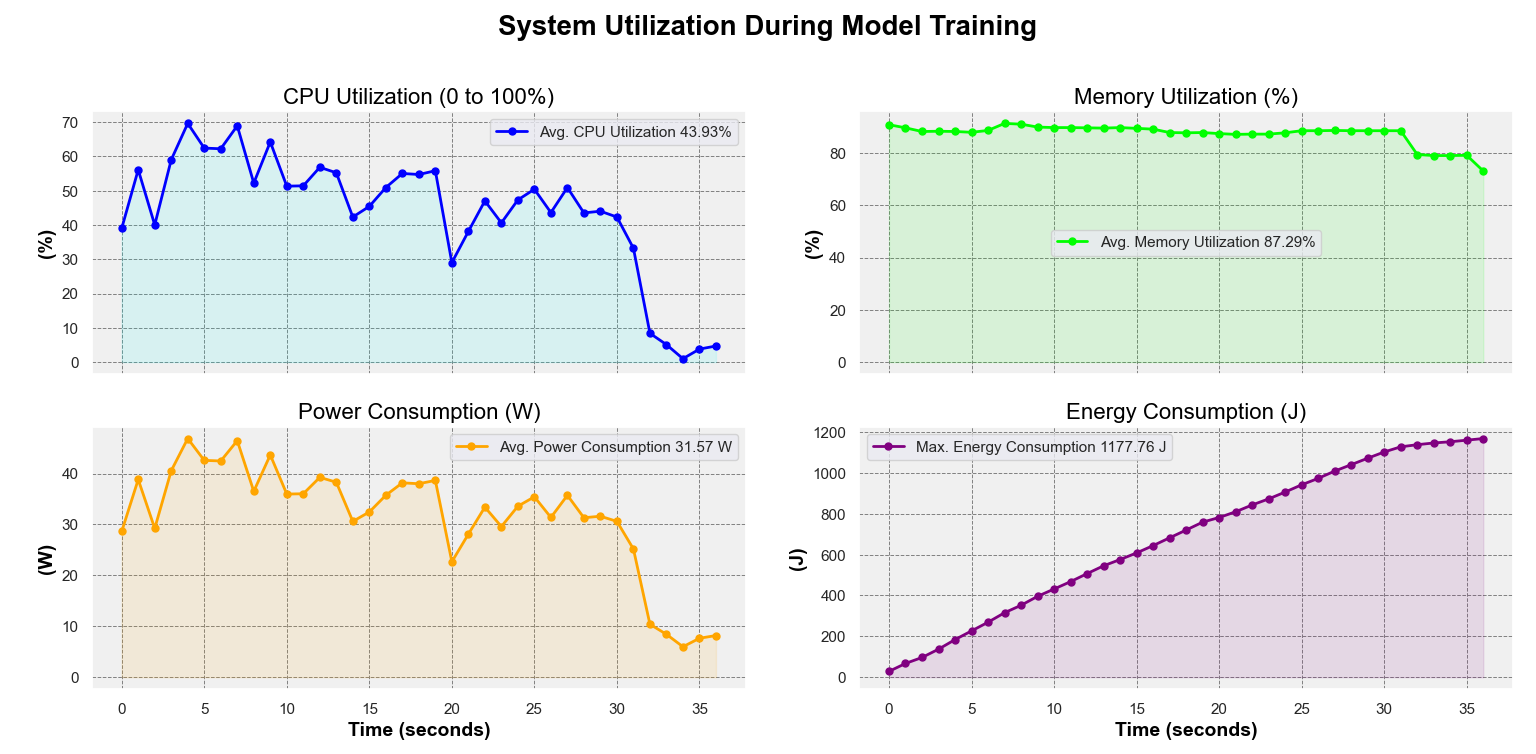 System Utilization During Model Training
CPU Utilization (0 to 100%)
70
60
50
40
30
20
10
0
(%)
Avg. CPU Utilization 43.93%
Memory Utilization (%)
80
60
40
20
0
(%)
Avg. Memory Utilization 87.29%
Power Consumption (W)
40
30
20
10
0
(W)
Avg. Power Consumption 31.57 W
0 5 10 15 20 25 30 35
Time (seconds)
Energy Consumption (J)
1200
1000
800
600
400
200
0
(J)
Max. Energy Consumption 1177.76 J
0 5 10 15 20 25 30 35
Time (seconds)